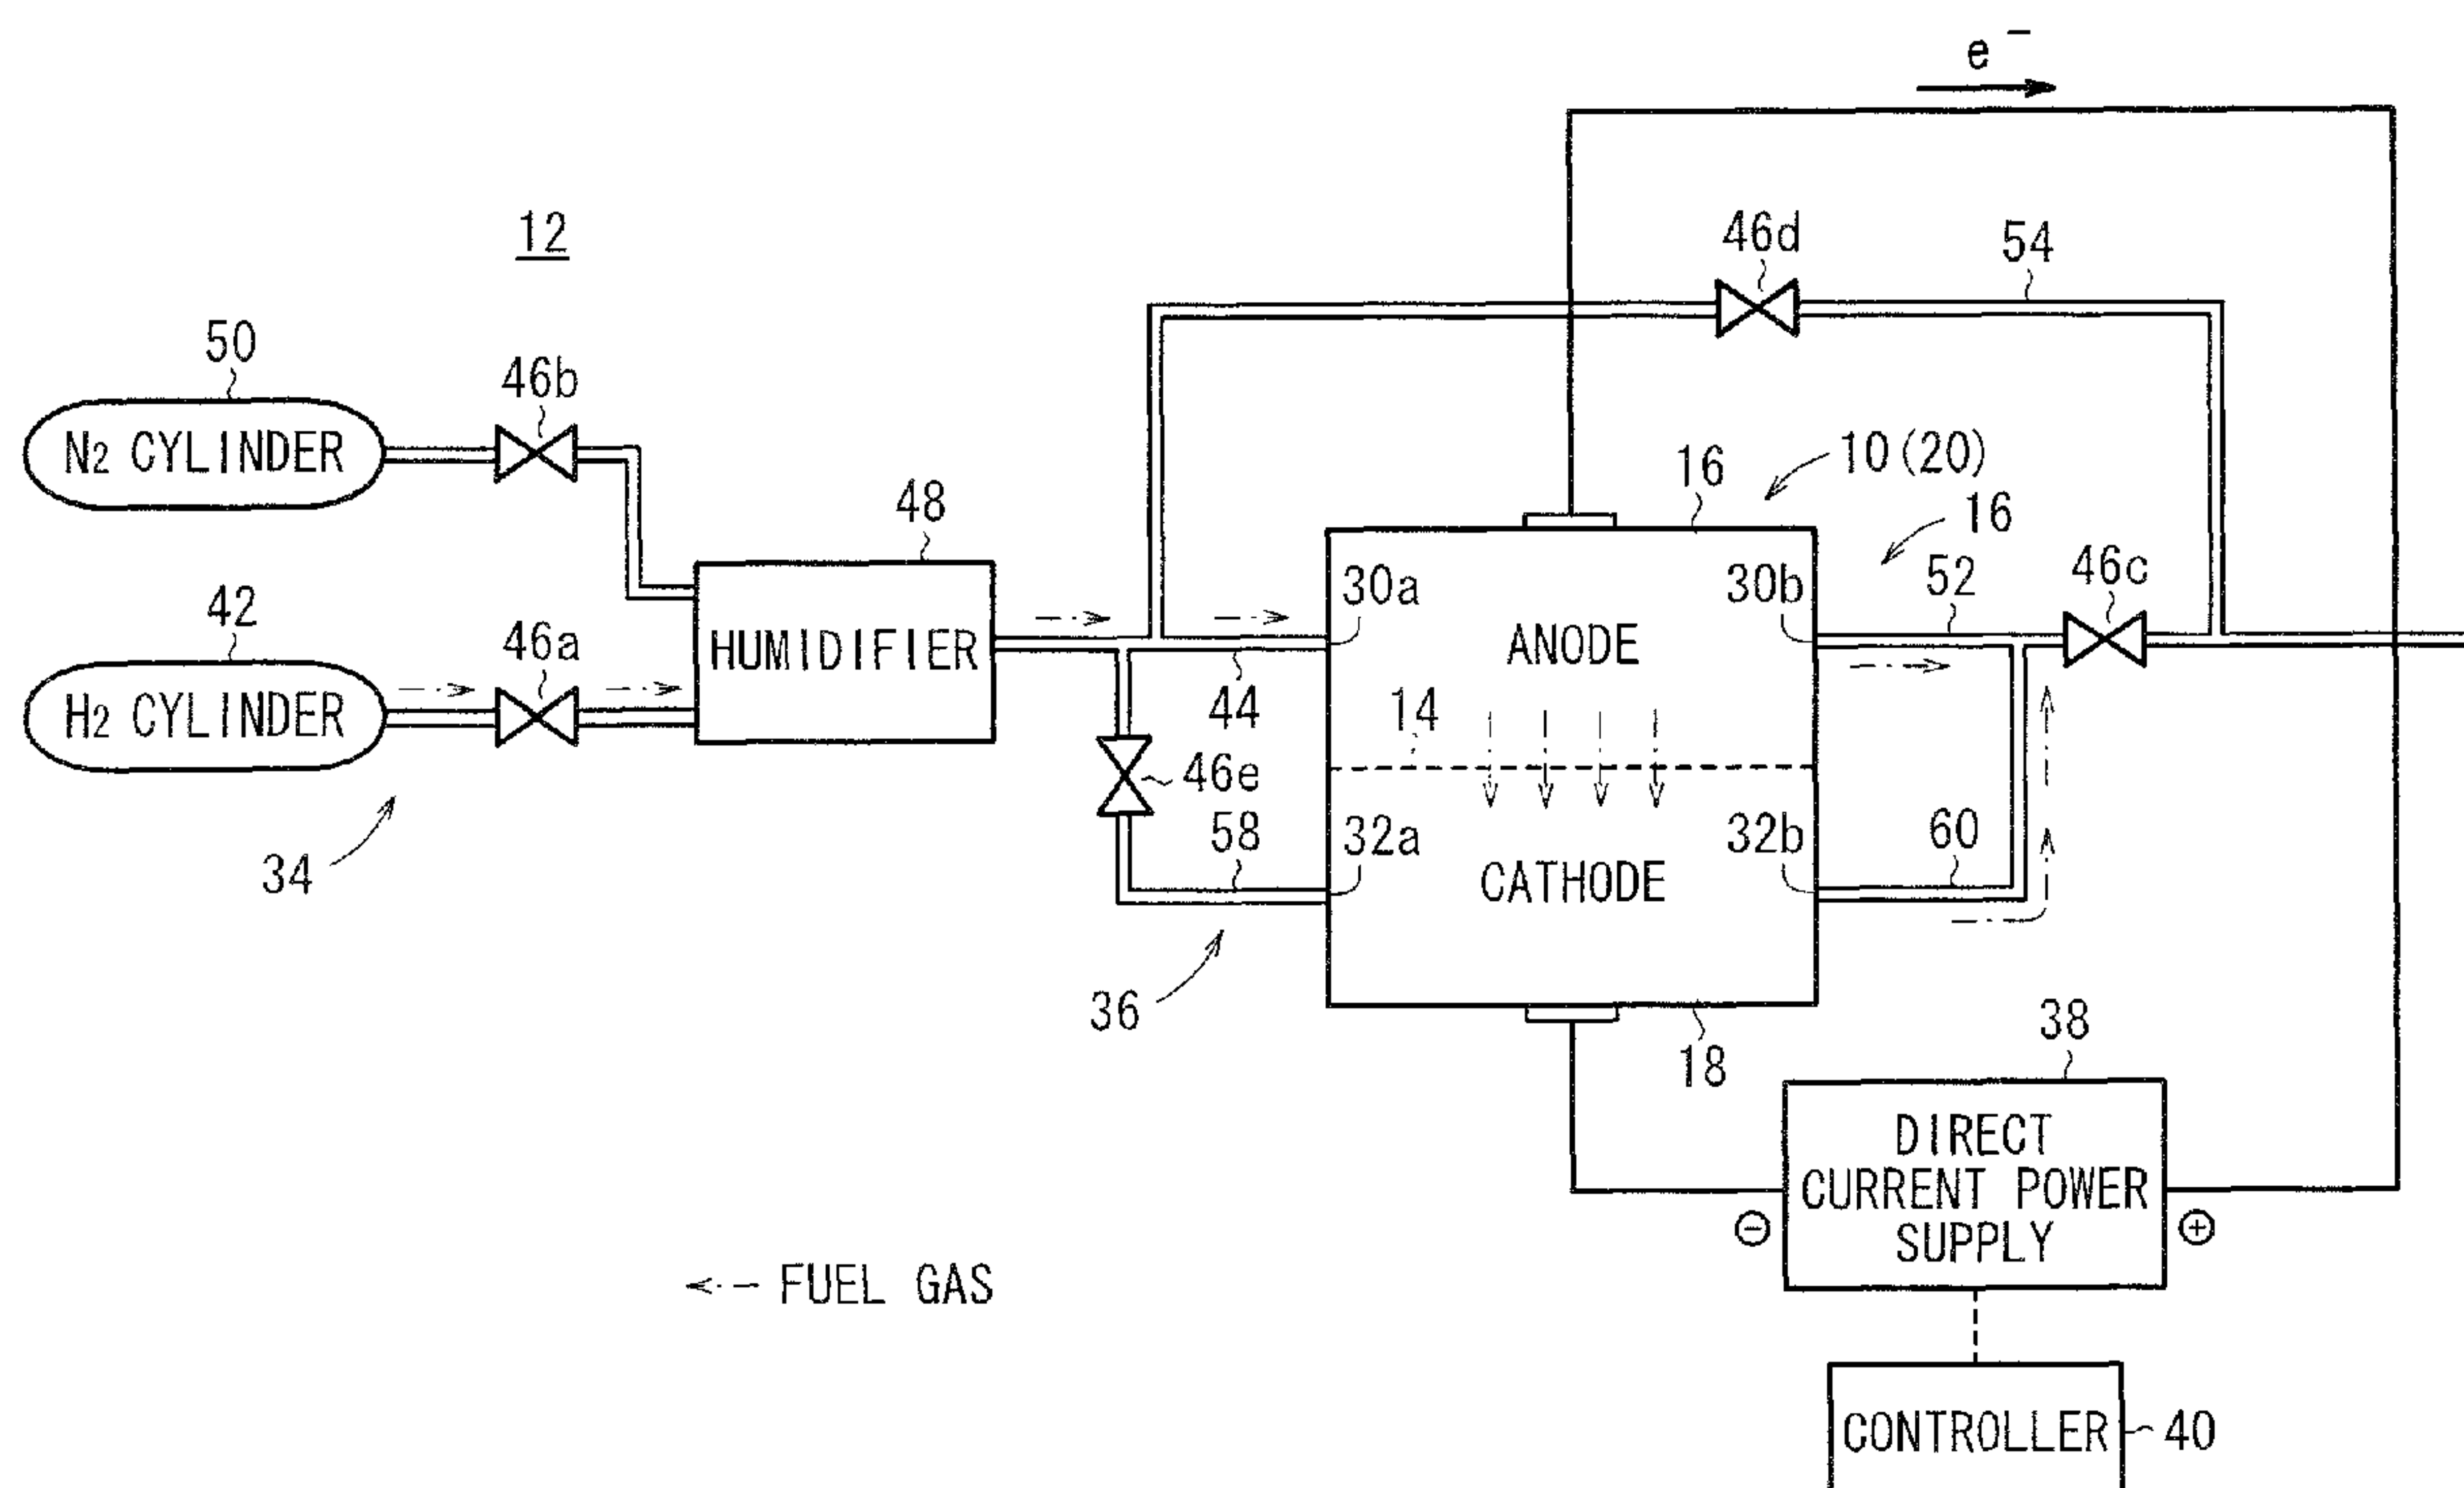 e⁻
12
46d
54
50
46b
N2 CYLINDER
10(20)
16
16
48
42
46a
30a
30b
52
46c
HUMIDIFIER
ANODE
H2 CYLINDER
44
14
46e
34
58
32a
32b
60
CATHODE
36
18
38
DIRECT
CURRENT POWER
SUPPLY
⊖
⊕
FUEL GAS
CONTROLLER
40